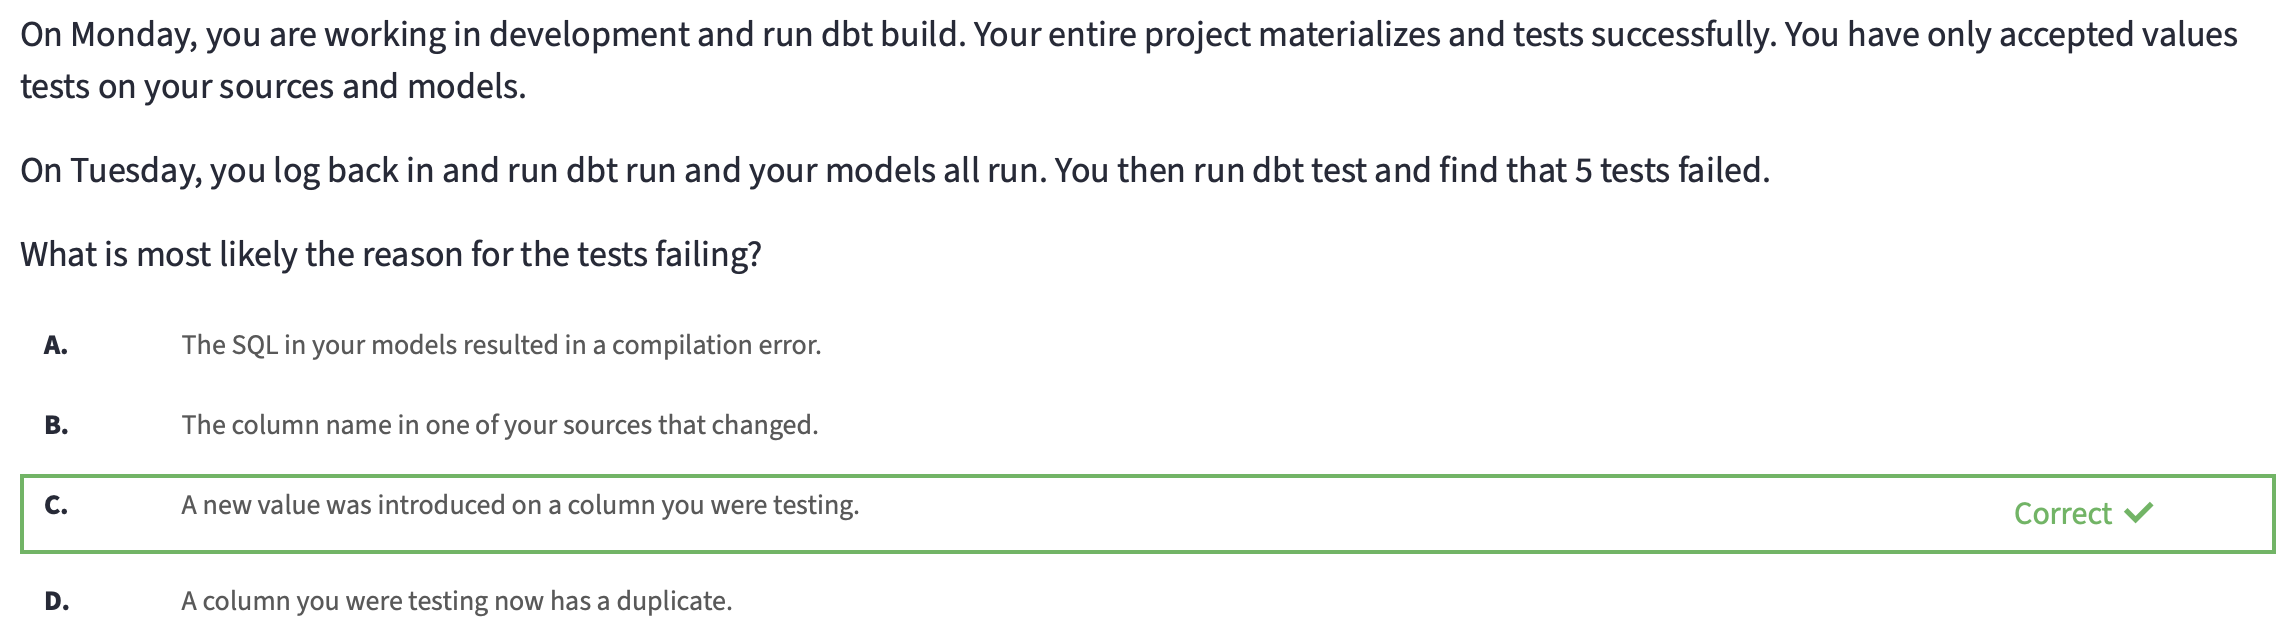 On Monday, you are working in development and run dbt build. Your entire project materializes and tests successfully. You have only accepted values
tests on your sources and models.
On Tuesday, you log back in and run dbt run and your models all run. You then run dbt test and find that 5 tests failed.
What is most likely the reason for the tests failing?
A. The SQL in your models resulted in a compilation error.
B. The column name in one of your sources that changed.
C. A new value was introduced on a column you were testing. Correct ✓
D. A column you were testing now has a duplicate.